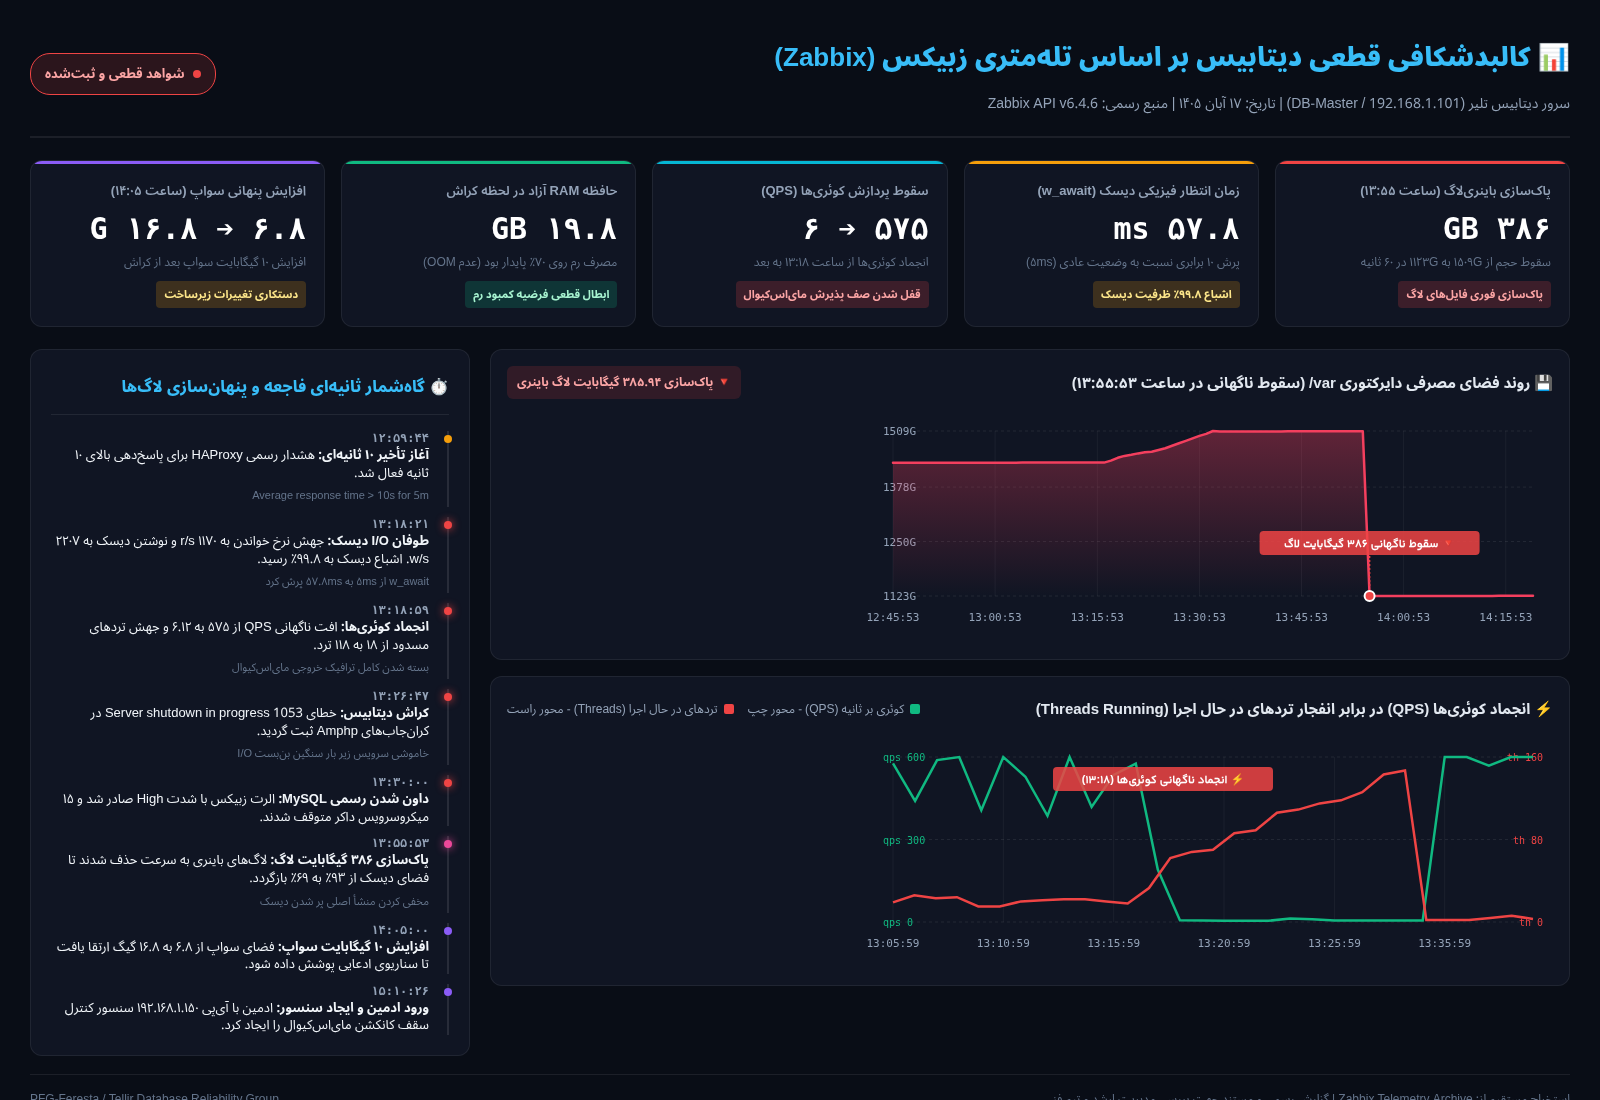 📊 کالبدشکافی قطعی دیتابیس بر اساس تله‌متری زبیکس (Zabbix)
سرور دیتابیس تلیر (DB-Master / 192.168.1.101) | تاریخ: ۱۷ آبان ۱۴۰۵ | منبع رسمی: Zabbix API v6.4.6
شواهد قطعی و ثبت‌شده
پاک‌سازی باینری‌لاگ (ساعت ۱۳:۵۵)
۳۸۶ GB
سقوط حجم از ۱۵۰۹G به ۱۱۲۳G در ۶۰ ثانیه
پاک‌سازی فوری فایل‌های لاگ
زمان انتظار فیزیکی دیسک (w_await)
۵۷.۸ ms
پرش ۱۰ برابری نسبت به وضعیت عادی (۵ms)
اشباع ۹۹.۸٪ ظرفیت دیسک
سقوط پردازش کوئری‌ها (QPS)
۵۷۵ ➔ ۶
انجماد کوئری‌ها از ساعت ۱۳:۱۸ به بعد
قفل شدن صف پذیرش مای‌اس‌کیوال
حافظه RAM آزاد در لحظه کراش
۱۹.۸ GB
مصرف رم روی ۷۰٪ پایدار بود (عدم OOM)
ابطال قطعی فرضیه کمبود رم
افزایش پنهانی سواپ (ساعت ۱۴:۰۵)
۶.۸ ➔ ۱۶.۸ G
افزایش ۱۰ گیگابایت سواپ بعد از کراش
دستکاری تغییرات زیرساخت
💾 روند فضای مصرفی دایرکتوری var/ (سقوط ناگهانی در ساعت ۱۳:۵۵:۵۳)
🔻 پاک‌سازی ۳۸۵.۹۴ گیگابایت لاگ باینری
1509G
1378G
1250G
1123G
🔻 سقوط ناگهانی ۳۸۶ گیگابایت لاگ
12:45:53 13:00:53 13:15:53 13:30:53 13:45:53 14:00:53 14:15:53
⚡ انجماد کوئری‌ها (QPS) در برابر انفجار تردهای در حال اجرا (Threads Running)
کوئری بر ثانیه (QPS) - محور چپ
تردهای در حال اجرا (Threads) - محور راست
qps 600
th 160
⚡ انجماد ناگهانی کوئری‌ها (۱۳:۱۸)
qps 300
th 80
qps 0
th 0
13:05:59 13:10:59 13:15:59 13:20:59 13:25:59 13:35:59
⏱️ گاه‌شمار ثانیه‌ای فاجعه و پنهان‌سازی لاگ‌ها
۱۲:۵۹:۴۴
آغاز تأخیر ۱۰ ثانیه‌ای: هشدار رسمی HAProxy برای پاسخ‌دهی بالای ۱۰
ثانیه فعال شد.
Average response time > 10s for 5m
۱۳:۱۸:۲۱
طوفان I/O دیسک: جهش نرخ خواندن به ۱۱۷۰ r/s و نوشتن دیسک به ۲۲۰۷
w/s. اشباع دیسک به ۹۹.۸٪ رسید.
w_await از ۵ms به ۵۷.۸ms پرش کرد
۱۳:۱۸:۵۹
انجماد کوئری‌ها: افت ناگهانی QPS از ۵۷۵ به ۶.۱۲ و جهش تردهای
مسدود از ۱۸ به ۱۱۸ ترد.
بسته شدن کامل ترافیک خروجی مای‌اس‌کیوال
۱۳:۲۶:۴۷
کراش دیتابیس: خطای 1053 Server shutdown in progress در
کران‌جاب‌های Amphp ثبت گردید.
خاموشی سرویس زیر بار سنگین بن‌بست I/O
۱۳:۳۰:۰۰
داون شدن رسمی MySQL: الرت زبیکس با شدت High صادر شد و ۱۵
میکروسرویس داکر متوقف شدند.
۱۳:۵۵:۵۳
پاک‌سازی ۳۸۶ گیگابایت لاگ: لاگ‌های باینری به سرعت حذف شدند تا
فضای دیسک از ۹۳٪ به ۶۹٪ بازگردد.
مخفی کردن منشأ اصلی پر شدن دیسک
۱۴:۰۵:۰۰
افزایش ۱۰ گیگابایت سواپ: فضای سواپ از ۶.۸ به ۱۶.۸ گیگ ارتقا یافت
تا سناریوی ادعایی پوشش داده شود.
۱۵:۱۰:۲۶
ورود ادمین و ایجاد سنسور: ادمین با آی‌پی ۱۹۲.۱۶۸.۱.۱۵۰ سنسور کنترل
سقف کانکشن مای‌اس‌کیوال را ایجاد کرد.
Zabbix Telemetry Archive |
Tellir Database Reliability Group